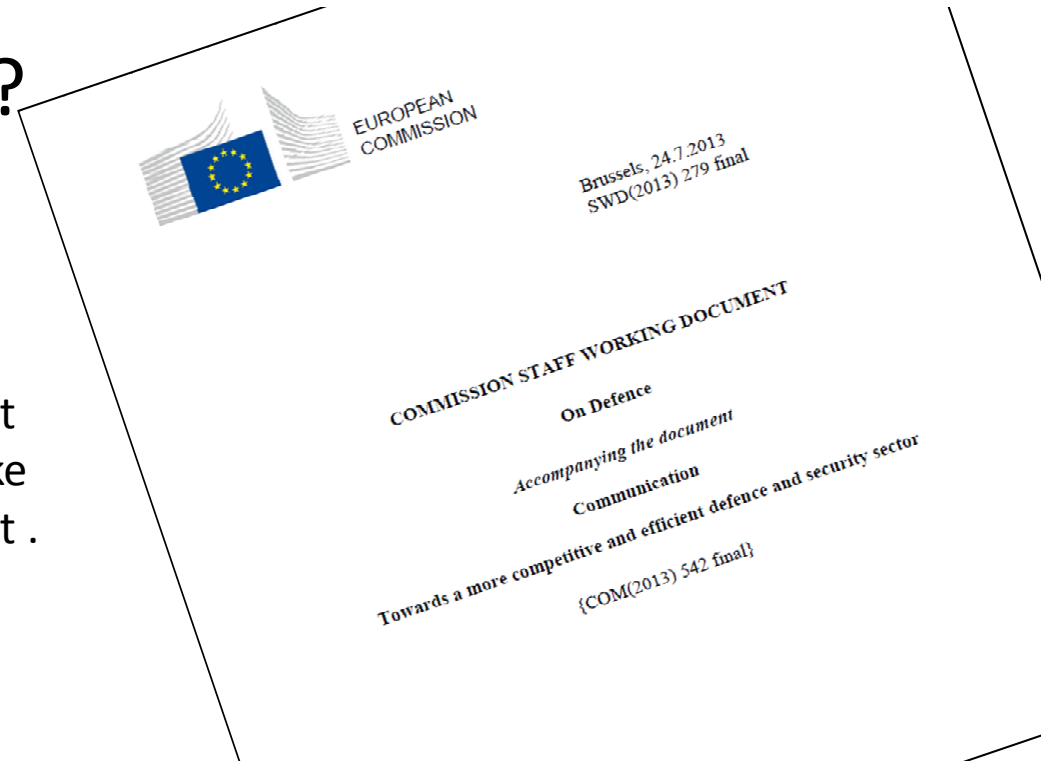 ?
t
ke
t .
EUROPEAN
COMMISSION
Brussels, 24.7.2013
SWD(2013) 279 final
COMMISSION STAFF WORKING DOCUMENT
On Defence
Accompanying the document
Communication
Towards a more competitive and efficient defence and security sector
{COM(2013) 542 final}